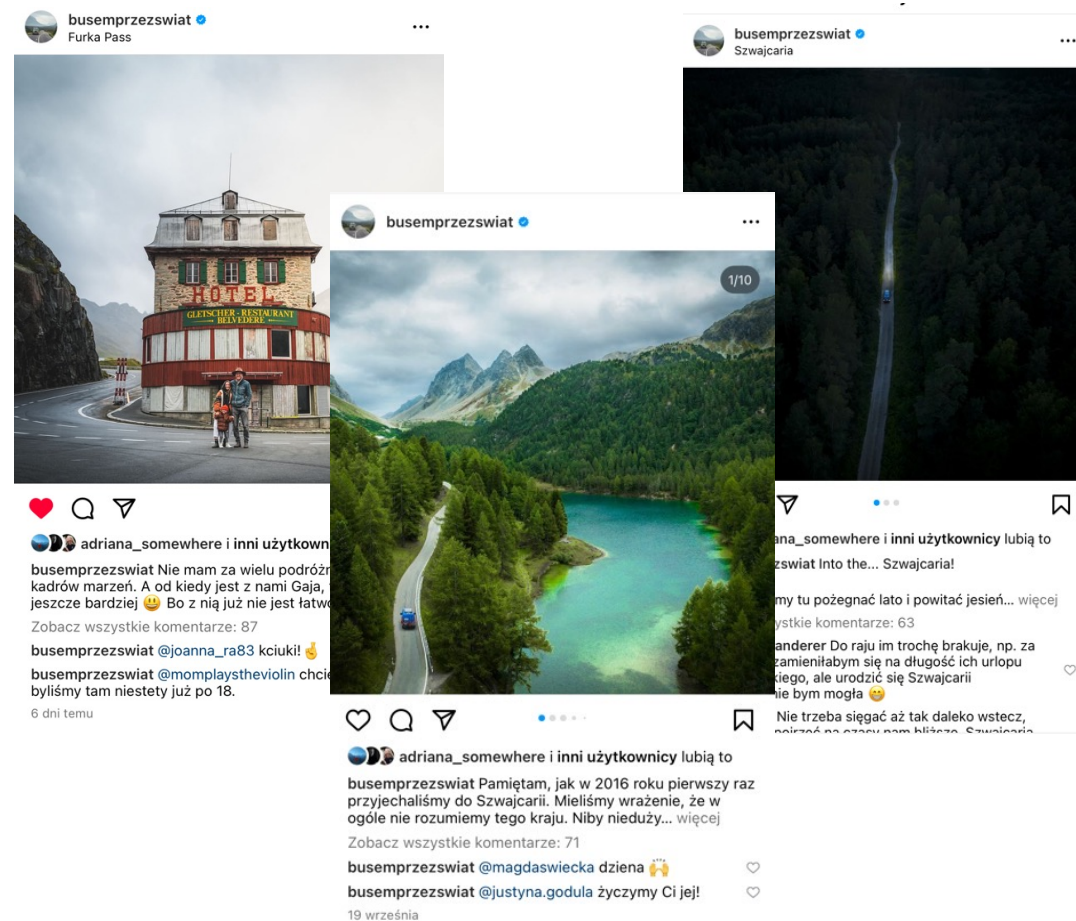 busemprzezswiat
Furka Pass
HOTEL
GLETSCHER - RESTAURANT
BELVEDERE
adriana_somewhere i inni użytkown
busemprzezswiat Nie mam za wielu podróżn
kadrów marzeń. A od kiedy jest z nami Gaja,
jeszcze bardziej 😃 Bo z nią już nie jest łatwo
Zobacz wszystkie komentarze: 87
busemprzezswiat @joanna_ra83 kciuki!🤞
busemprzezswiat @momplaystheviolin chcie
byliśmy tam niestety już po 18.
6 dni temu
busemprzezswiat
1/10
adriana_somewhere i inni użytkownicy lubią to
busemprzezswiat Pamiętam, jak w 2016 roku pierwszy raz
przyjechaliśmy do Szwajcarii. Mieliśmy wrażenie, że w
ogóle nie rozumiemy tego kraju. Niby nieduży... więcej
Zobacz wszystkie komentarze: 71
busemprzezswiat @magdaswiecka dziena 🙌
busemprzezswiat @justyna.godula życzymy Ci jej!
19 września
busemprzezswiat
Szwajcaria
ana_somewhere i inni użytkownicy lubią to
zswiat Into the... Szwajcaria!
my tu pożegnać lato i powitać jesień... więcej
ystkie komentarze: 63
anderer Do raju im trochę brakuje, np. za
zamieniłabym się na długość ich urlopu
kiego, ale urodzić się Szwajcarii
nie bym mogła 😁
Nie trzeba sięgać aż tak daleko wstecz,